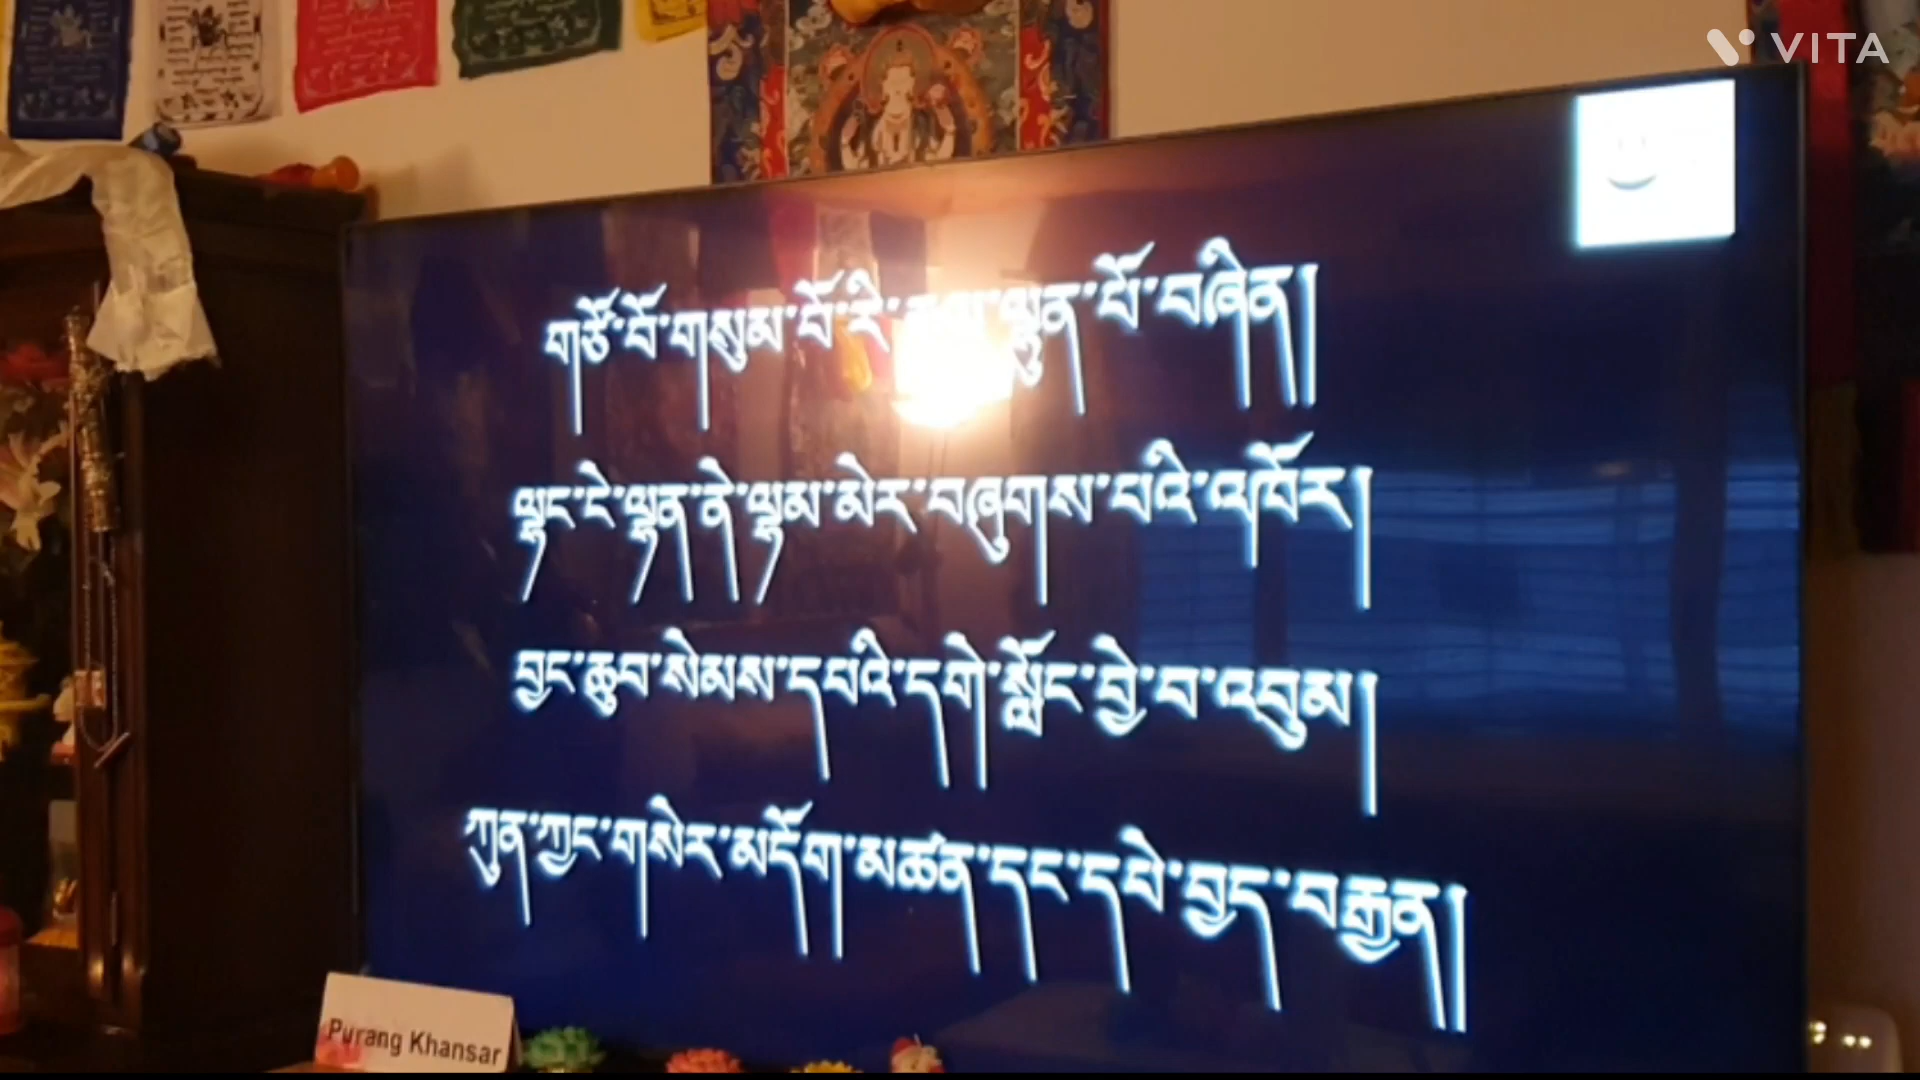 VITA
གཙོ་བོ་གསུམ་པོ་རི་རབ་ལྷུན་པོ་བཞིན།
ལྷང་ངེ་ལྷན་ནེ་ལྷམ་མེར་བཞུགས་པའི་འཁོར།
བྱང་ཆུབ་སེམས་དཔའི་དགེ་སློང་བྱེ་བ་འབུམ།
ཀུན་ཀྱང་གསེར་མདོག་མཚན་དང་དཔེ་བྱད་བརྒྱན།
Purang Khansar